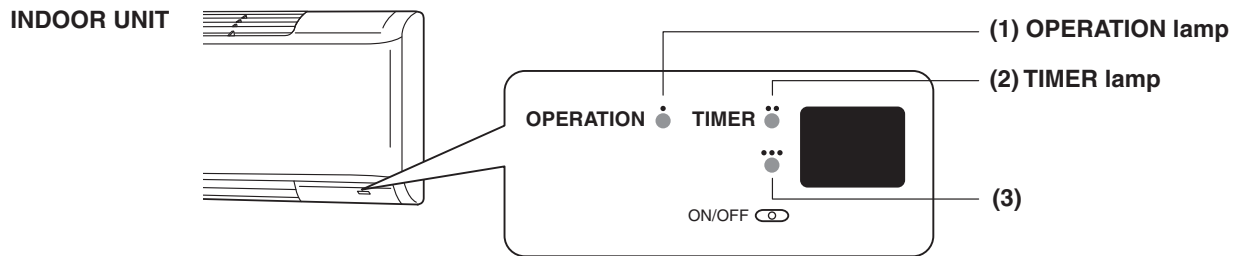 INDOOR UNIT
(1) OPERATION lamp
(2) TIMER lamp
OPERATION TIMER
(3)
ON/OFF